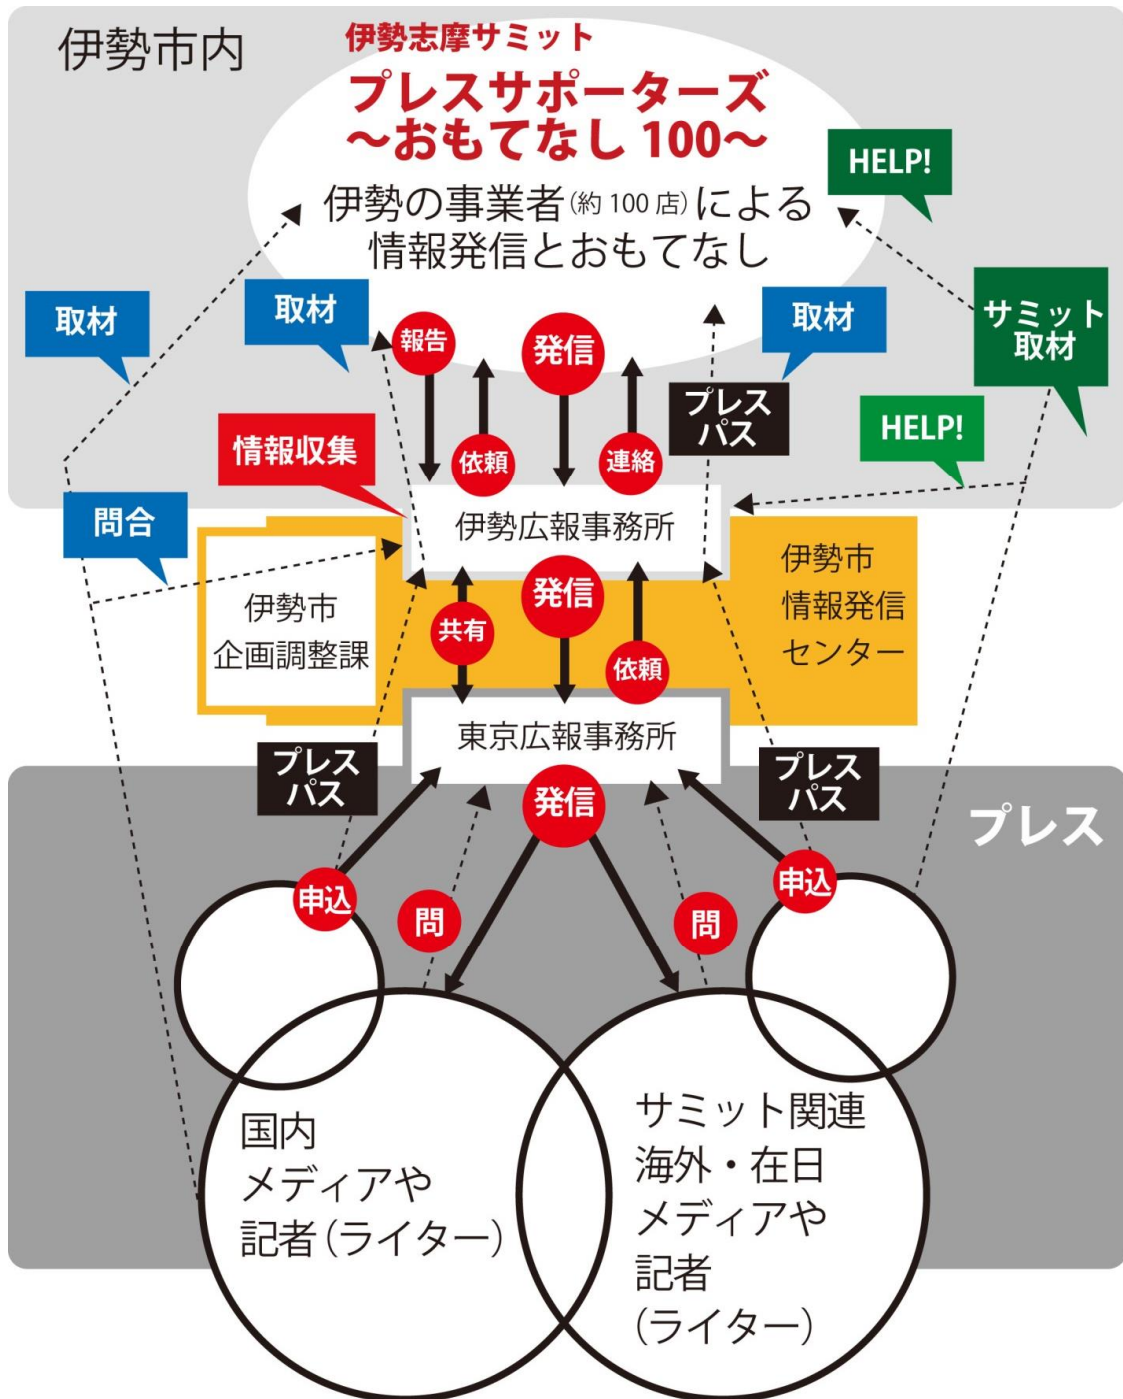 伊勢市内
伊勢志摩サミット
プレスサポーターズ
～おもてなし 100～
伊勢の事業者(約 100 店)による
情報発信とおもてなし
HELP!
取材
取材
取材
サミット
取材
報告
発信
プレス
パス
HELP!
情報収集
依頼
連絡
問合
伊勢広報事務所
伊勢市
企画調整課
共有
発信
依頼
伊勢市
情報発信
センター
東京広報事務所
プレス
パス
プレス
パス
発信
プレス
申込
申込
問
問
国内
メディアや
記者(ライター)
サミット関連
海外・在日
メディアや
記者
(ライター)